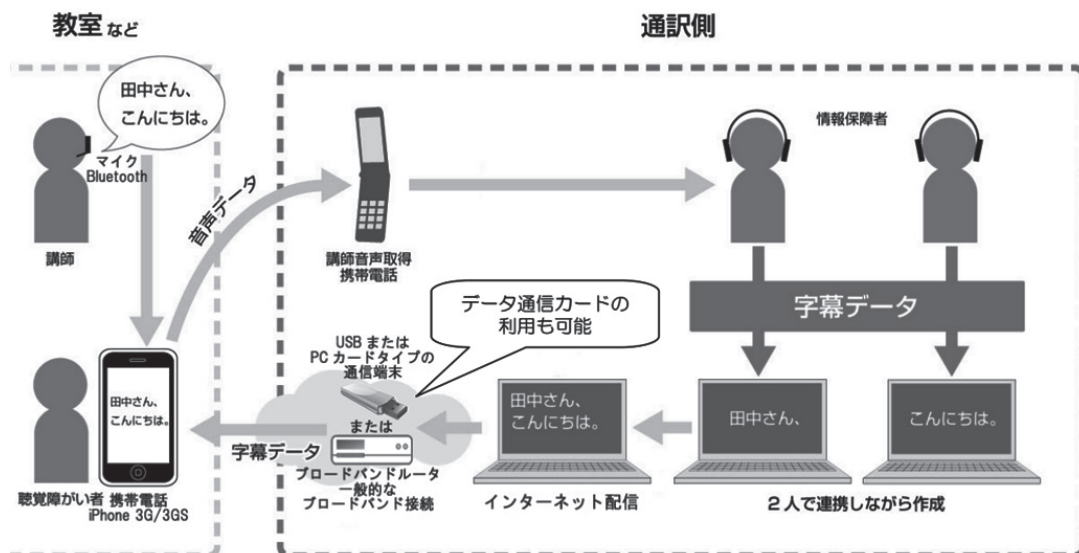 教室など
通訳側
田中さん、
こんにちは。
マイク
Bluetooth
講師
音声データ
講師音声取得
携帯電話
情報保障者
字幕データ
データ通信カードの
利用も可能
USB または
PC カードタイプの
通信端末
または
ブロードバンドルータ
一般的な
ブロードバンド接続
字幕データ
田中さん、
こんにちは。
聴覚障がい者
携帯電話
iPhone 3G/3GS
田中さん、
こんにちは。
インターネット配信
田中さん、
こんにちは。
2人で連携しながら作成